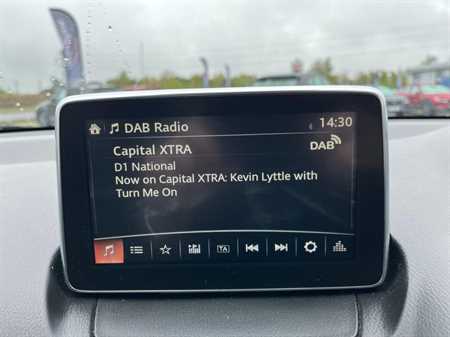 DAB Radio 14:30
Capital XTRA DAB
D1 National
Now on Capital XTRA: Kevin Lyttle with
Turn Me On
TA